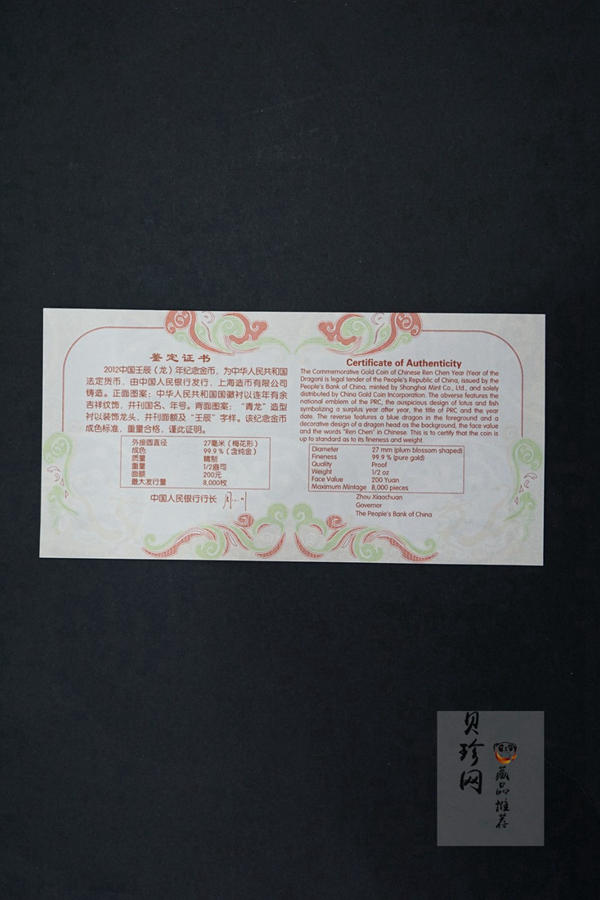 鉴定证书
2012中国壬辰（龙）年纪念金币，为中华人民共和国
法定货币，由中国人民银行发行，上海造币有限公司
铸造。正面图案：中华人民共和国国徽衬以连年有余
吉祥纹饰，并刊国名、年号。背面图案：“青龙”造型
衬以装饰龙头，并刊面额及“壬辰”字样。该纪念金币
成色标准，重量合格，谨此证明。
外接圆直径 27毫米（梅花形）
成色 99.9％（含纯金）
质量 精制
重量 1/2盎司
面额 200元
最大发行量 8,000枚
中国人民银行行长
Certificate of Authenticity
The Commemorative Gold Coin of Chinese Ren Chen Year (Year of the
Dragon) is legal tender of the People's Republic of China, issued by the
People's Bank of China, minted by Shanghai Mint Co., Ltd., and solely
distributed by China Gold Coin Incorporation. The obverse features the
national emblem of the PRC, the auspicious design of lotus and fish
symbolizing a surplus year after year, the title of PRC and the year
date. The reverse features a blue dragon in the foreground and a
decorative design of a dragon head as the background, the face value
and the words "Ren Chen" in Chinese. This is to certify that the coin is
up to standard as to its fineness and weight.
Diameter 27 mm (plum blossom shaped)
Fineness 99.9 % (pure gold)
Quality Proof
Weight 1/2 oz
Face Value 200 Yuan
Maximum Mintage 8,000 pieces
Zhou Xiaochuan
Governor
The People's Bank of China
贝珍网
藏品推荐